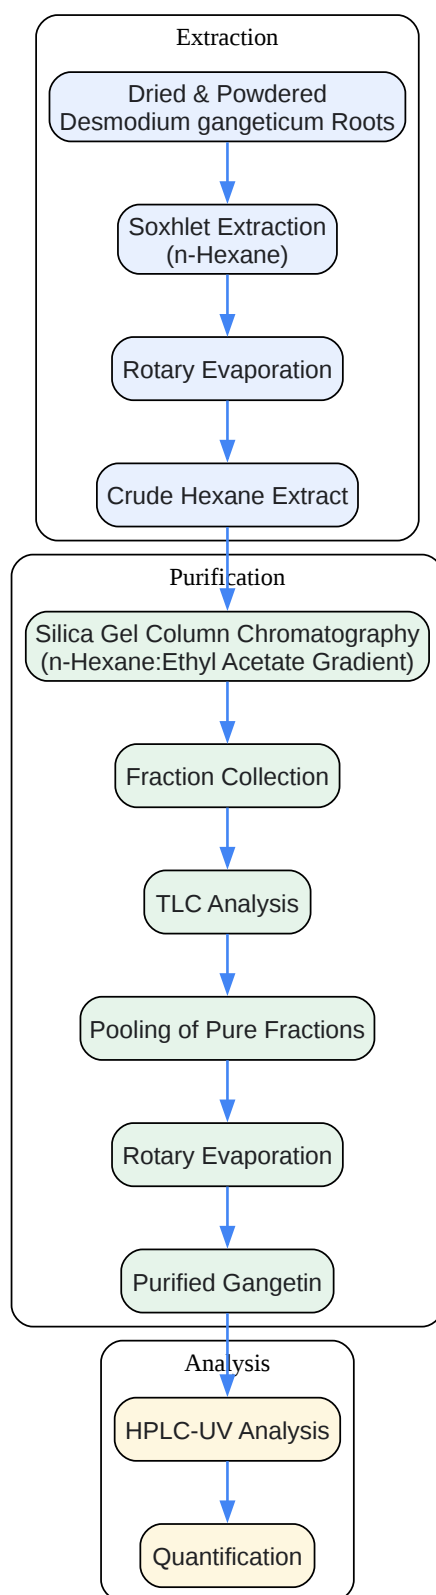 Extraction
Dried & Powdered
Desmodium gangeticum Roots
Soxhlet Extraction
(n-Hexane)
Rotary Evaporation
Crude Hexane Extract
Purification
Silica Gel Column Chromatography
(n-Hexane:Ethyl Acetate Gradient)
Fraction Collection
TLC Analysis
Pooling of Pure Fractions
Rotary Evaporation
Purified Gangetin
Analysis
HPLC-UV Analysis
Quantification